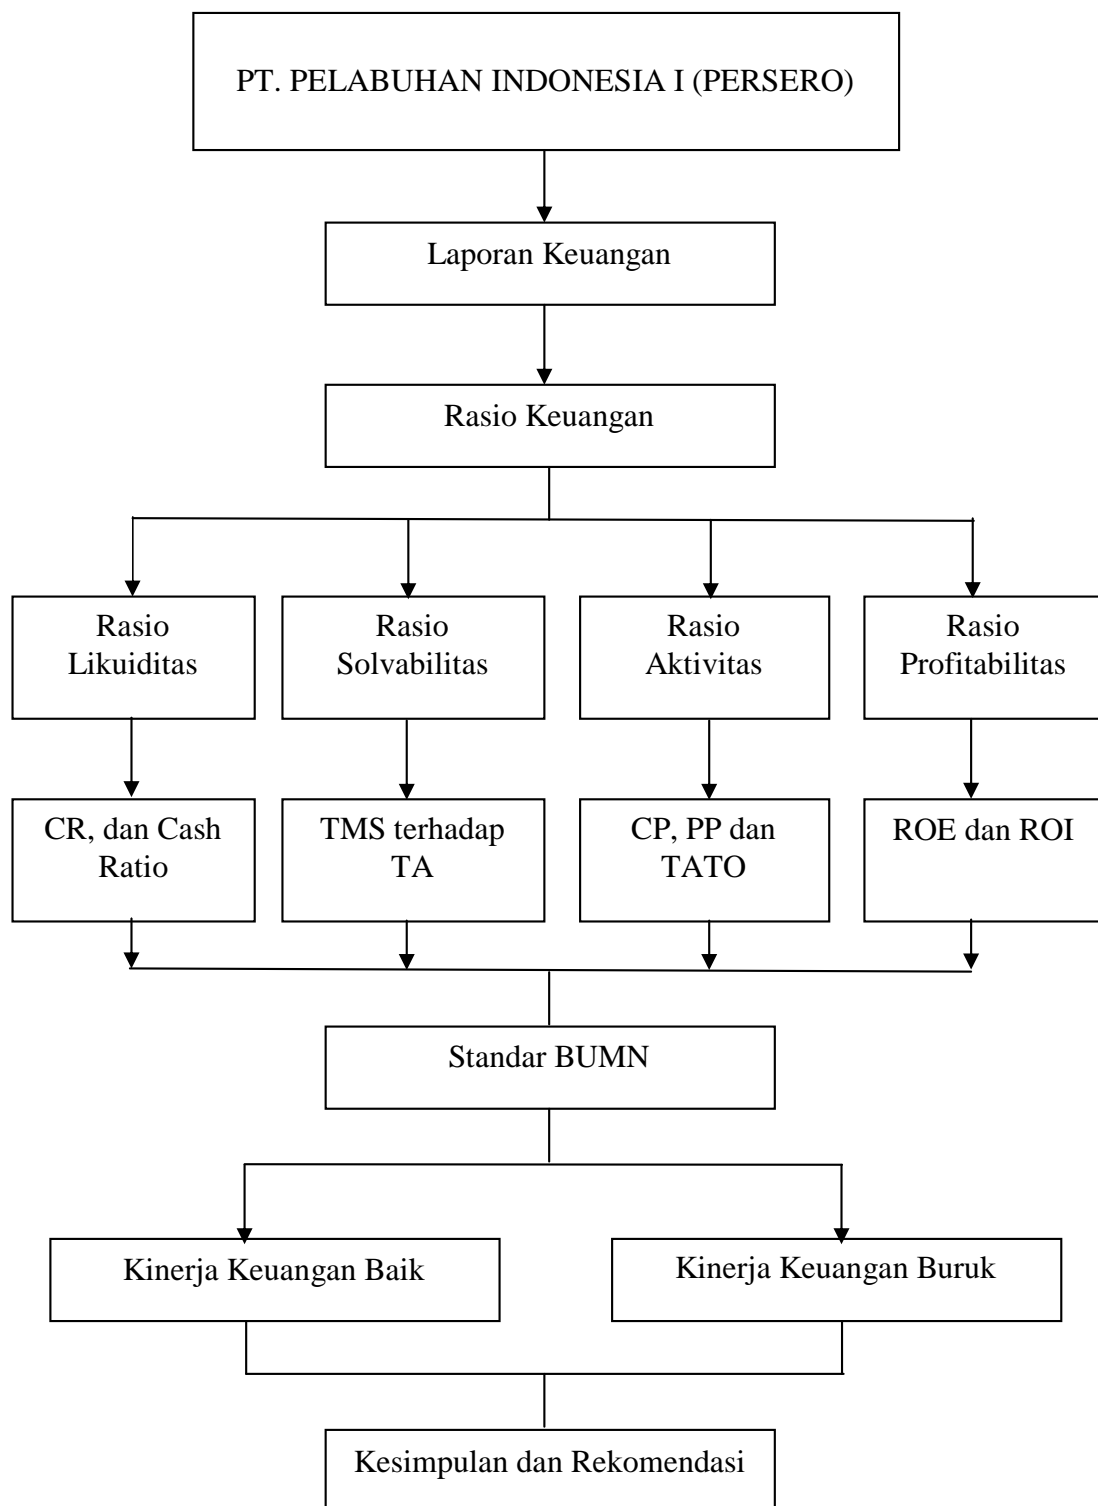 PT. PELABUHAN INDONESIA I (PERSERO)
Laporan Keuangan
Rasio Keuangan
Rasio
Likuiditas
Rasio
Solvabilitas
Rasio
Aktivitas
Rasio
Profitabilitas
CR, dan Cash
Ratio
TMS terhadap
TA
CP, PP dan
TATO
ROE dan ROI
Standar BUMN
Kinerja Keuangan Baik
Kinerja Keuangan Buruk
Kesimpulan dan Rekomendasi